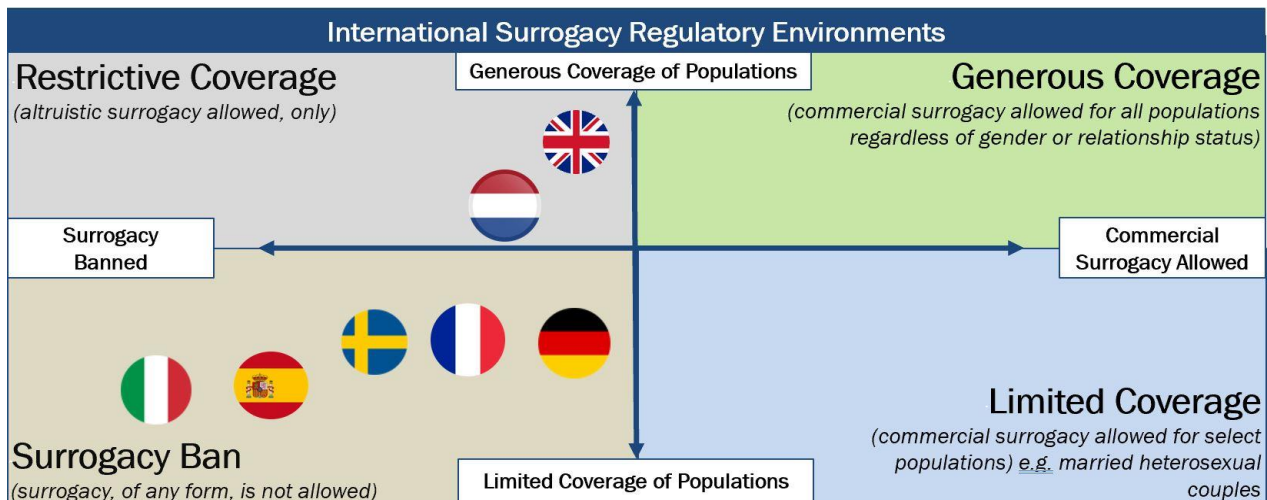 International Surrogacy Regulatory Environments
Restrictive Coverage
(altruistic surrogacy allowed, only)
Generous Coverage of Populations
Generous Coverage
(commercial surrogacy allowed for all populations
regardless of gender or relationship status)
Surrogacy
Banned
Commercial
Surrogacy Allowed
Surrogacy Ban
(surrogacy, of any form, is not allowed)
Limited Coverage of Populations
Limited Coverage
(commercial surrogacy allowed for select
populations) e.g. married heterosexual
couples